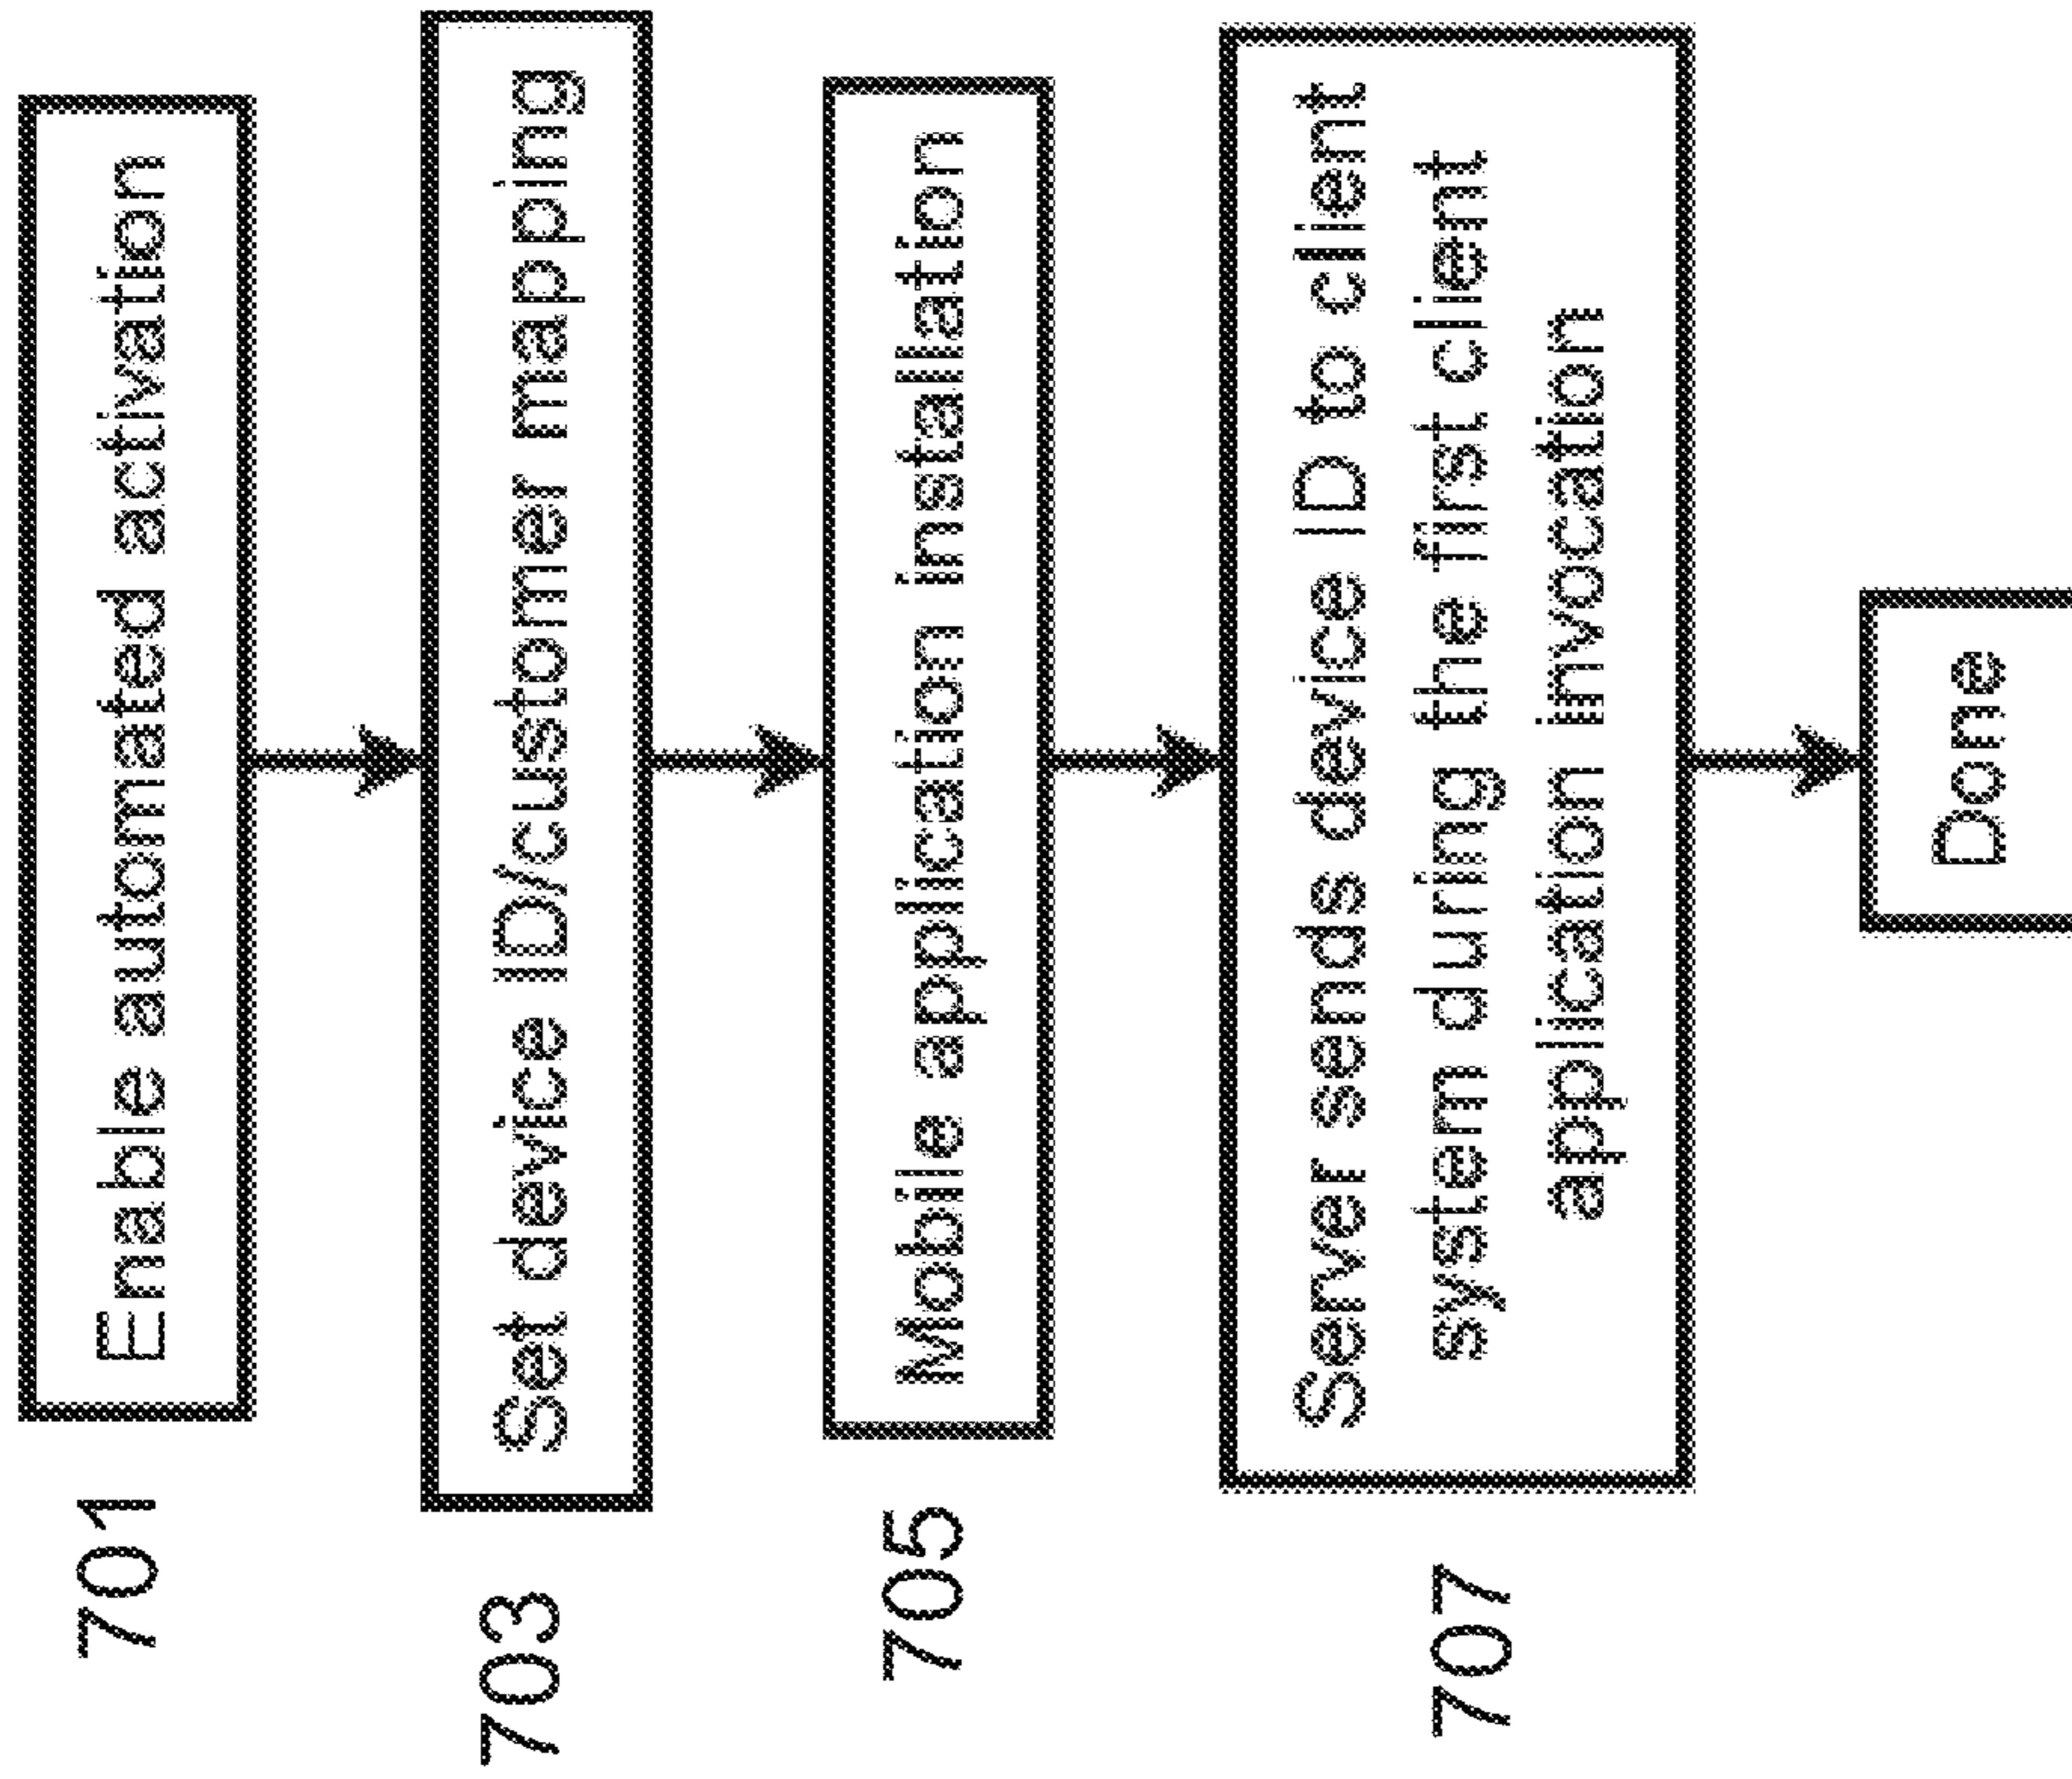 701
Enable automated activation
703
Set device ID/customer mapping
705
Mobile application installation
707
Server sends device ID to client
system during the first client
application invocation
Done